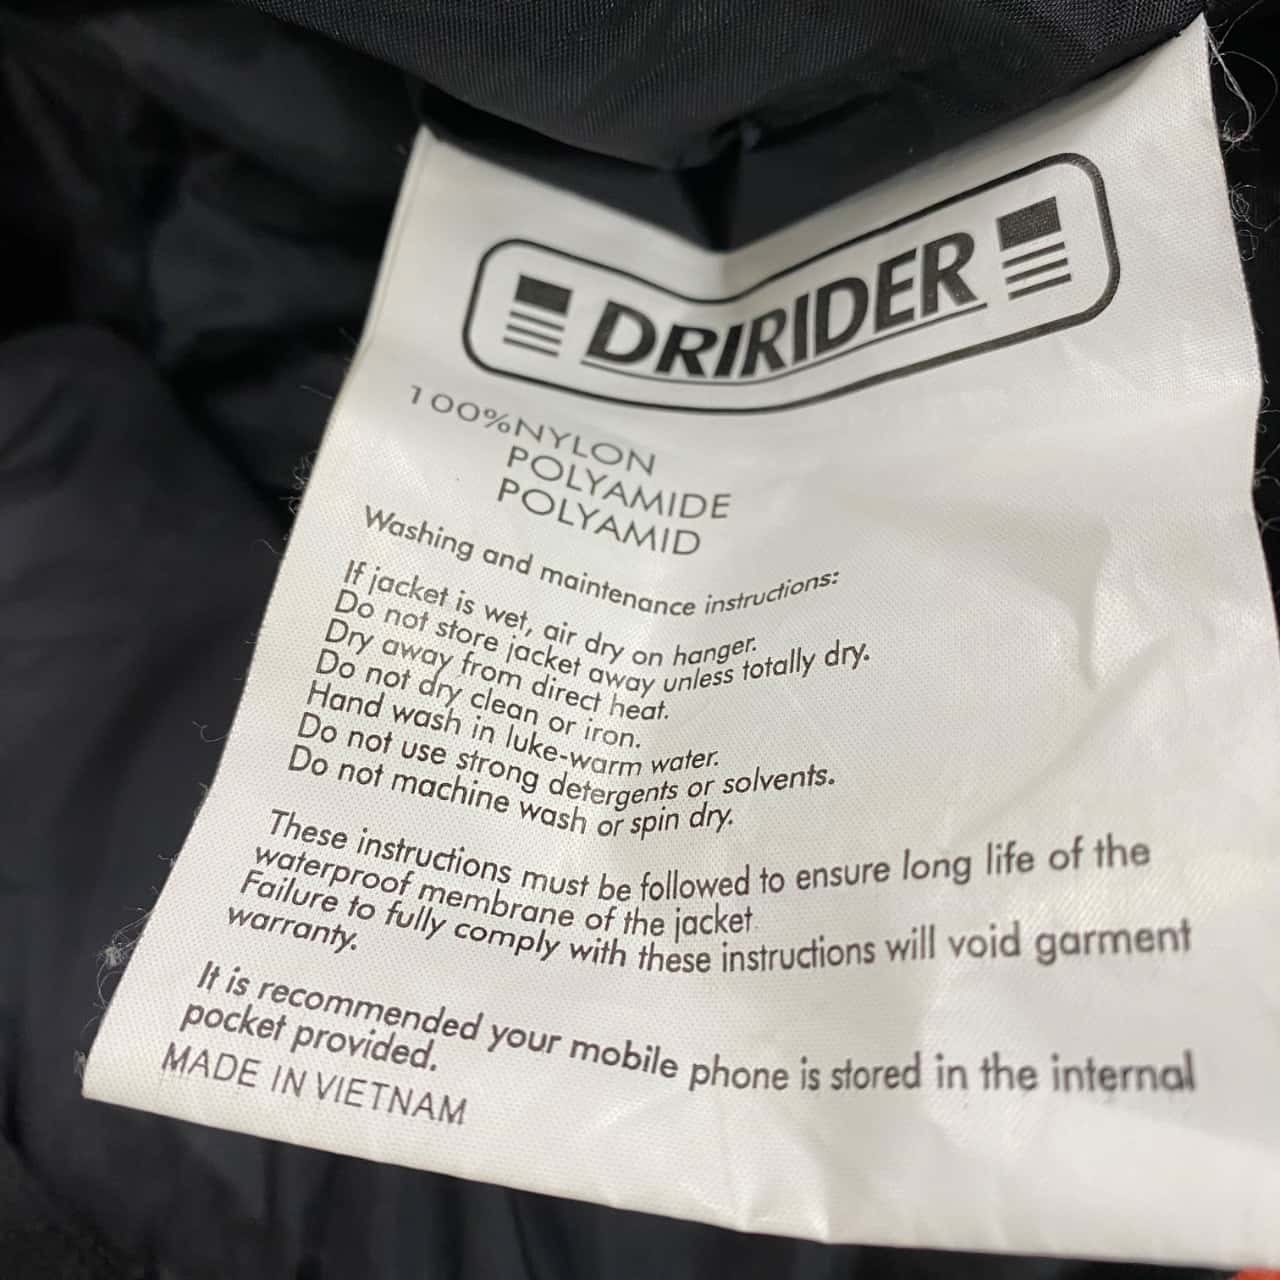 DRIRIDER
100%NYLON
POLYAMIDE
POLYAMID
Washing and maintenance instructions:
If jacket is wet, air dry on hanger.
Do not store jacket away unless totally dry.
Dry away from direct heat.
Do not dry clean or iron.
Hand wash in luke-warm water.
Do not use strong detergents or solvents.
Do not machine wash or spin dry.
These instructions must be followed to ensure long life of the
waterproof membrane of the jacket.
Failure to fully comply with these instructions will void garment
warranty.
It is recommended your mobile phone is stored in the internal
pocket provided.
MADE IN VIETNAM